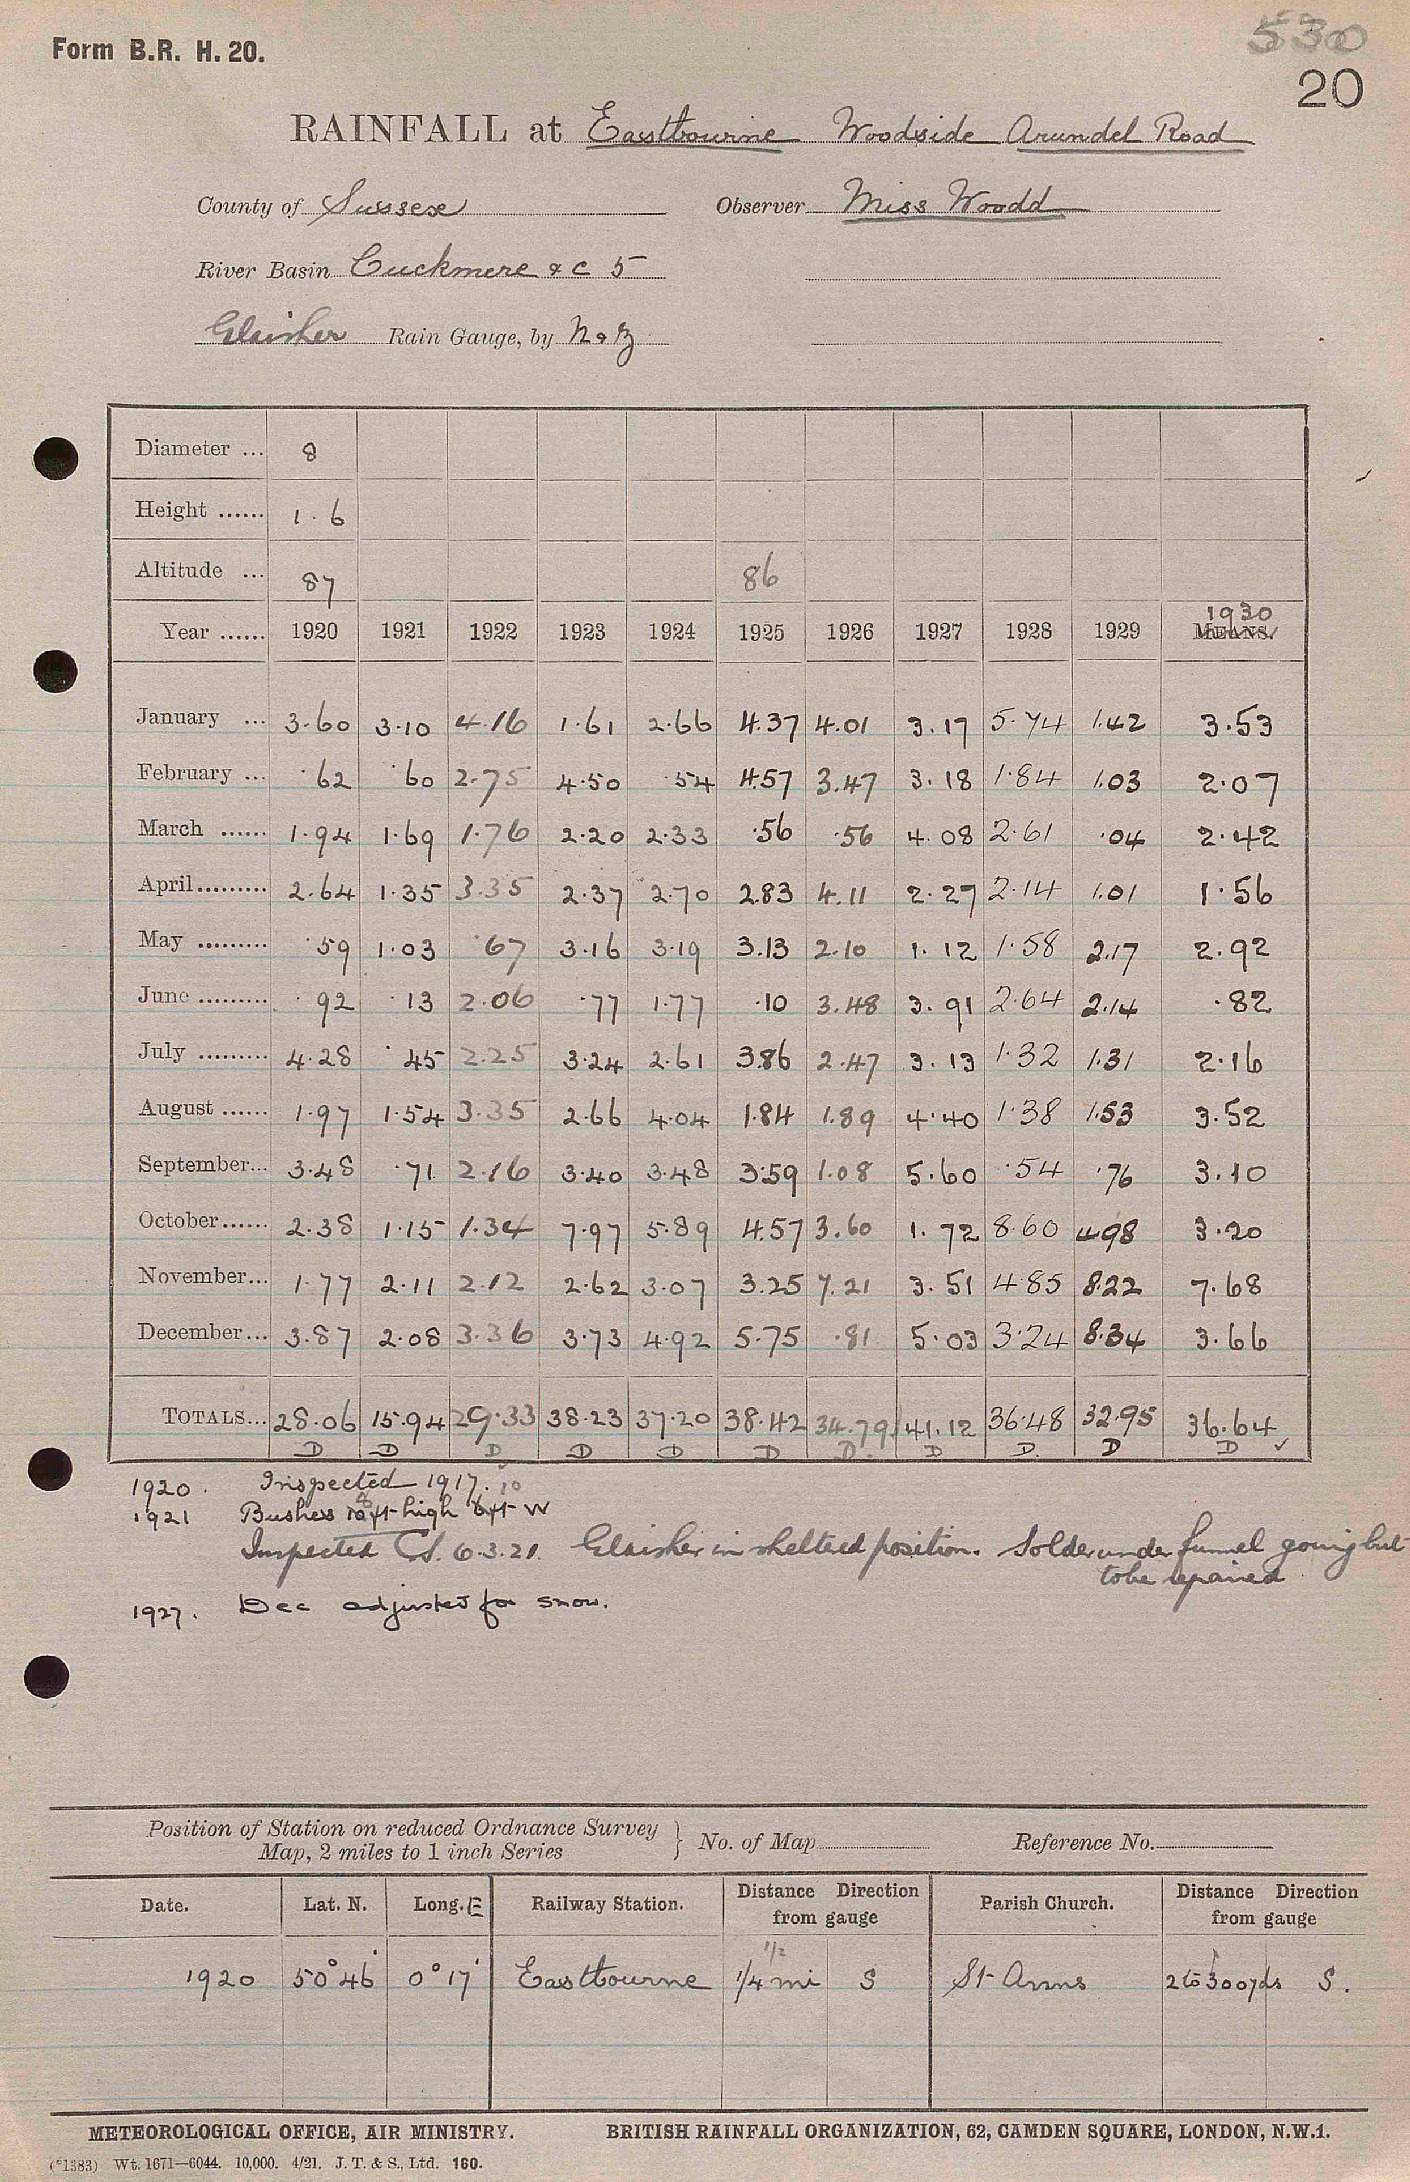 530
Form B.R. H. 20.
20
RAINFALL at Eastbourne Woodside Arundel Road
County of Sussex Observer Miss Woodd
River Basin Cuckmere & c 5
Glaisher Rain Gauge, by N & Z
Diameter ... 8
Height ...... 1.6
Altitude ... 87 86
1930
Year ...... 1920 1921 1922 1923 1924 1925 1926 1927 1928 1929 MEANS.
January ... 3.60 3.10 4.16 1.61 2.66 4.37 4.01 3.17 5.74 1.42 3.53
February ... .62 .60 2.75 4.50 .54 4.57 3.47 3.18 1.84 1.03 2.07
March ...... 1.94 1.69 1.76 2.20 2.33 .56 .56 4.08 2.61 .04 2.42
April......... 2.64 1.35 3.35 2.37 2.70 2.83 4.11 2.27 2.14 1.01 1.56
May ......... .59 1.03 .67 3.16 3.19 3.13 2.10 1.12 1.58 2.17 2.92
June ......... .92 .13 2.06 .77 1.77 .10 3.48 3.91 2.64 2.14 .82
July ......... 4.28 .45 2.25 3.24 2.61 3.86 2.47 3.13 1.32 1.31 2.16
August ...... 1.97 1.54 3.35 2.66 4.04 1.84 1.89 4.40 1.38 1.53 3.52
September... 3.48 .71 2.16 3.40 3.48 3.59 1.08 5.60 .54 .76 3.10
October...... 2.38 1.15 1.34 7.97 5.89 4.57 3.60 1.72 8.60 4.98 3.20
November... 1.77 2.11 2.12 2.62 3.07 3.25 7.21 3.51 4.85 8.22 7.68
December... 3.87 2.08 3.36 3.73 4.92 5.75 .81 5.03 3.24 8.34 3.66
TOTALS... 28.06 15.94 29.33 38.23 37.20 38.42 34.79 41.12 36.48 32.95 36.64
D D D D D D D. D D. D D ✓
1920. Inspected 1917.
1921 Bushes ft high 6ft W
Inspected 6.3.21. Glaisher in sheltered position. Solder under funnel going but
to be repaired
1927. Dec adjusted for snow.
Position of Station on reduced Ordnance Survey
Map, 2 miles to 1 inch Series } No. of Map Reference No.
Date. Lat. N. Long. E Railway Station. Distance Direction from gauge Parish Church. Distance Direction from gauge
1/2
1920 50° 46' 0° 17' Eastbourne 1/4 mi S St Anns 2 to 300 yds S.
METEOROLOGICAL OFFICE, AIR MINISTRY. BRITISH RAINFALL ORGANIZATION, 62, CAMDEN SQUARE, LONDON, N.W.1.
(*1383) Wt. 1671—6044. 10,000. 4/21. J. T. & S., Ltd. 160.